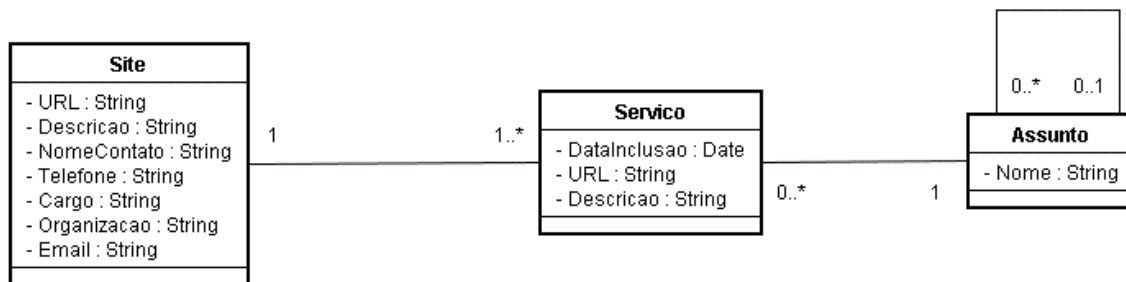 Site
- URL : String
- Descricao : String
- NomeContato : String
- Telefone : String
- Cargo : String
- Organizacao : String
- Email : String
1
1..*
Servico
- DataInclusao : Date
- URL : String
- Descricao : String
0..*
1
0..* 0..1
Assunto
- Nome : String